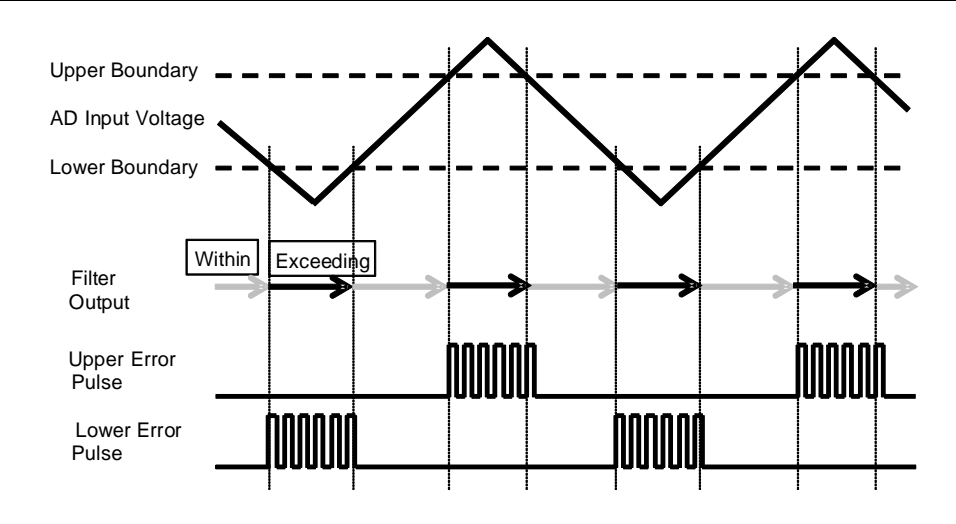 Upper Boundary
AD Input Voltage
Lower Boundary
Within
Exceeding
Filter
Output
Upper Error
Pulse
Lower Error
Pulse